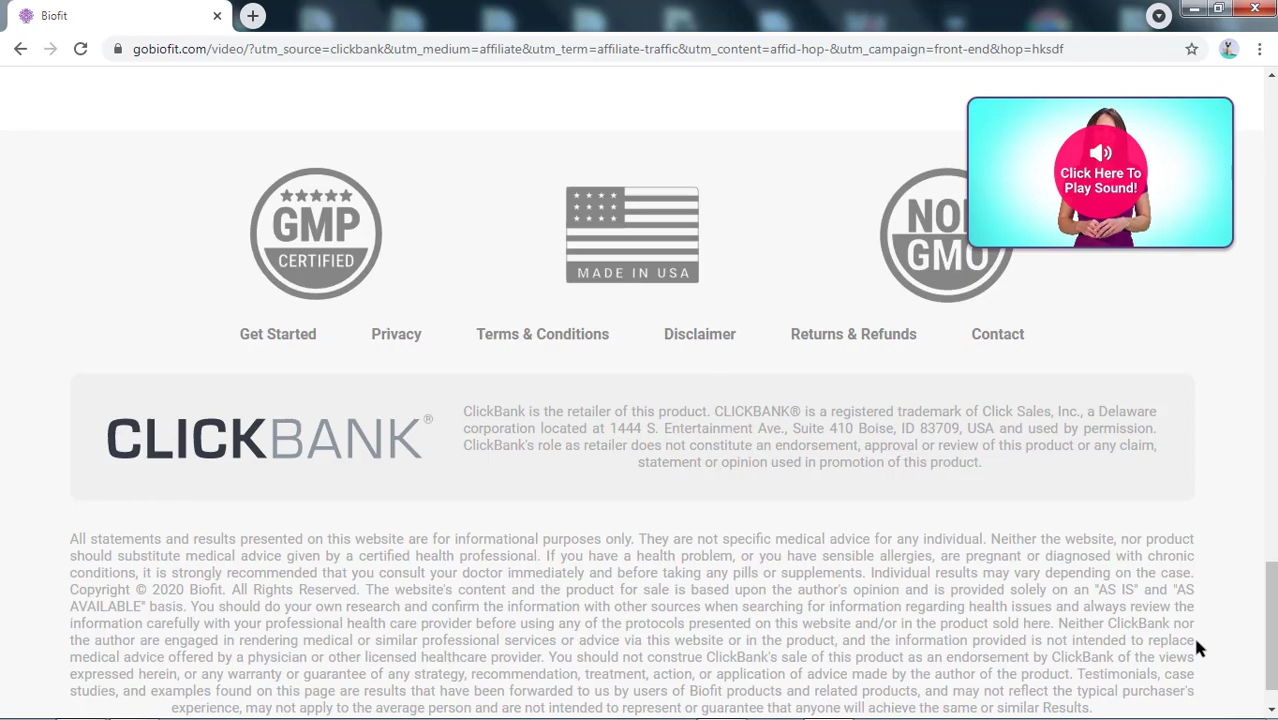 Biofit
gobiofit.com/video/?utm_source=clickbank&utm_medium=affiliate&utm_term=affiliate-traffic&utm_content=affid-hop-&utm_campaign=front-end&hop=hksdf
Click Here To
Play Sound!
GMP
CERTIFIED
MADE IN USA
GMO
Get Started
Privacy
Terms & Conditions
Disclaimer
Returns & Refunds
Contact
CLICKBANK®
ClickBank is the retailer of this product. CLICKBANK® is a registered trademark of Click Sales, Inc., a Delaware
corporation located at 1444 S. Entertainment Ave., Suite 410 Boise, ID 83709, USA and used by permission.
ClickBank's role as retailer does not constitute an endorsement, approval or review of this product or any claim,
statement or opinion used in promotion of this product.
All statements and results presented on this website are for informational purposes only. They are not specific medical advice for any individual. Neither the website, nor product
should substitute medical advice given by a certified health professional. If you have a health problem, or you have sensible allergies, are pregnant or diagnosed with chronic
conditions, it is strongly recommended that you consult your doctor immediately and before taking any pills or supplements. Individual results may vary depending on the case.
Copyright © 2020 Biofit. All Rights Reserved. The website's content and the product for sale is based upon the author's opinion and is provided solely on an "AS IS" and "AS
AVAILABLE" basis. You should do your own research and confirm the information with other sources when searching for information regarding health issues and always review the
information carefully with your professional health care provider before using any of the protocols presented on this website and/or in the product sold here. Neither ClickBank nor
the author are engaged in rendering medical or similar professional services or advice via this website or in the product, and the information provided is not intended to replace
medical advice offered by a physician or other licensed healthcare provider. You should not construe ClickBank's sale of this product as an endorsement by ClickBank of the views
expressed herein, or any warranty or guarantee of any strategy, recommendation, treatment, action, or application of advice made by the author of the product. Testimonials, case
studies, and examples found on this page are results that have been forwarded to us by users of Biofit products and related products, and may not reflect the typical purchaser's
experience, may not apply to the average person and are not intended to represent or guarantee that anyone will achieve the same or similar Results.